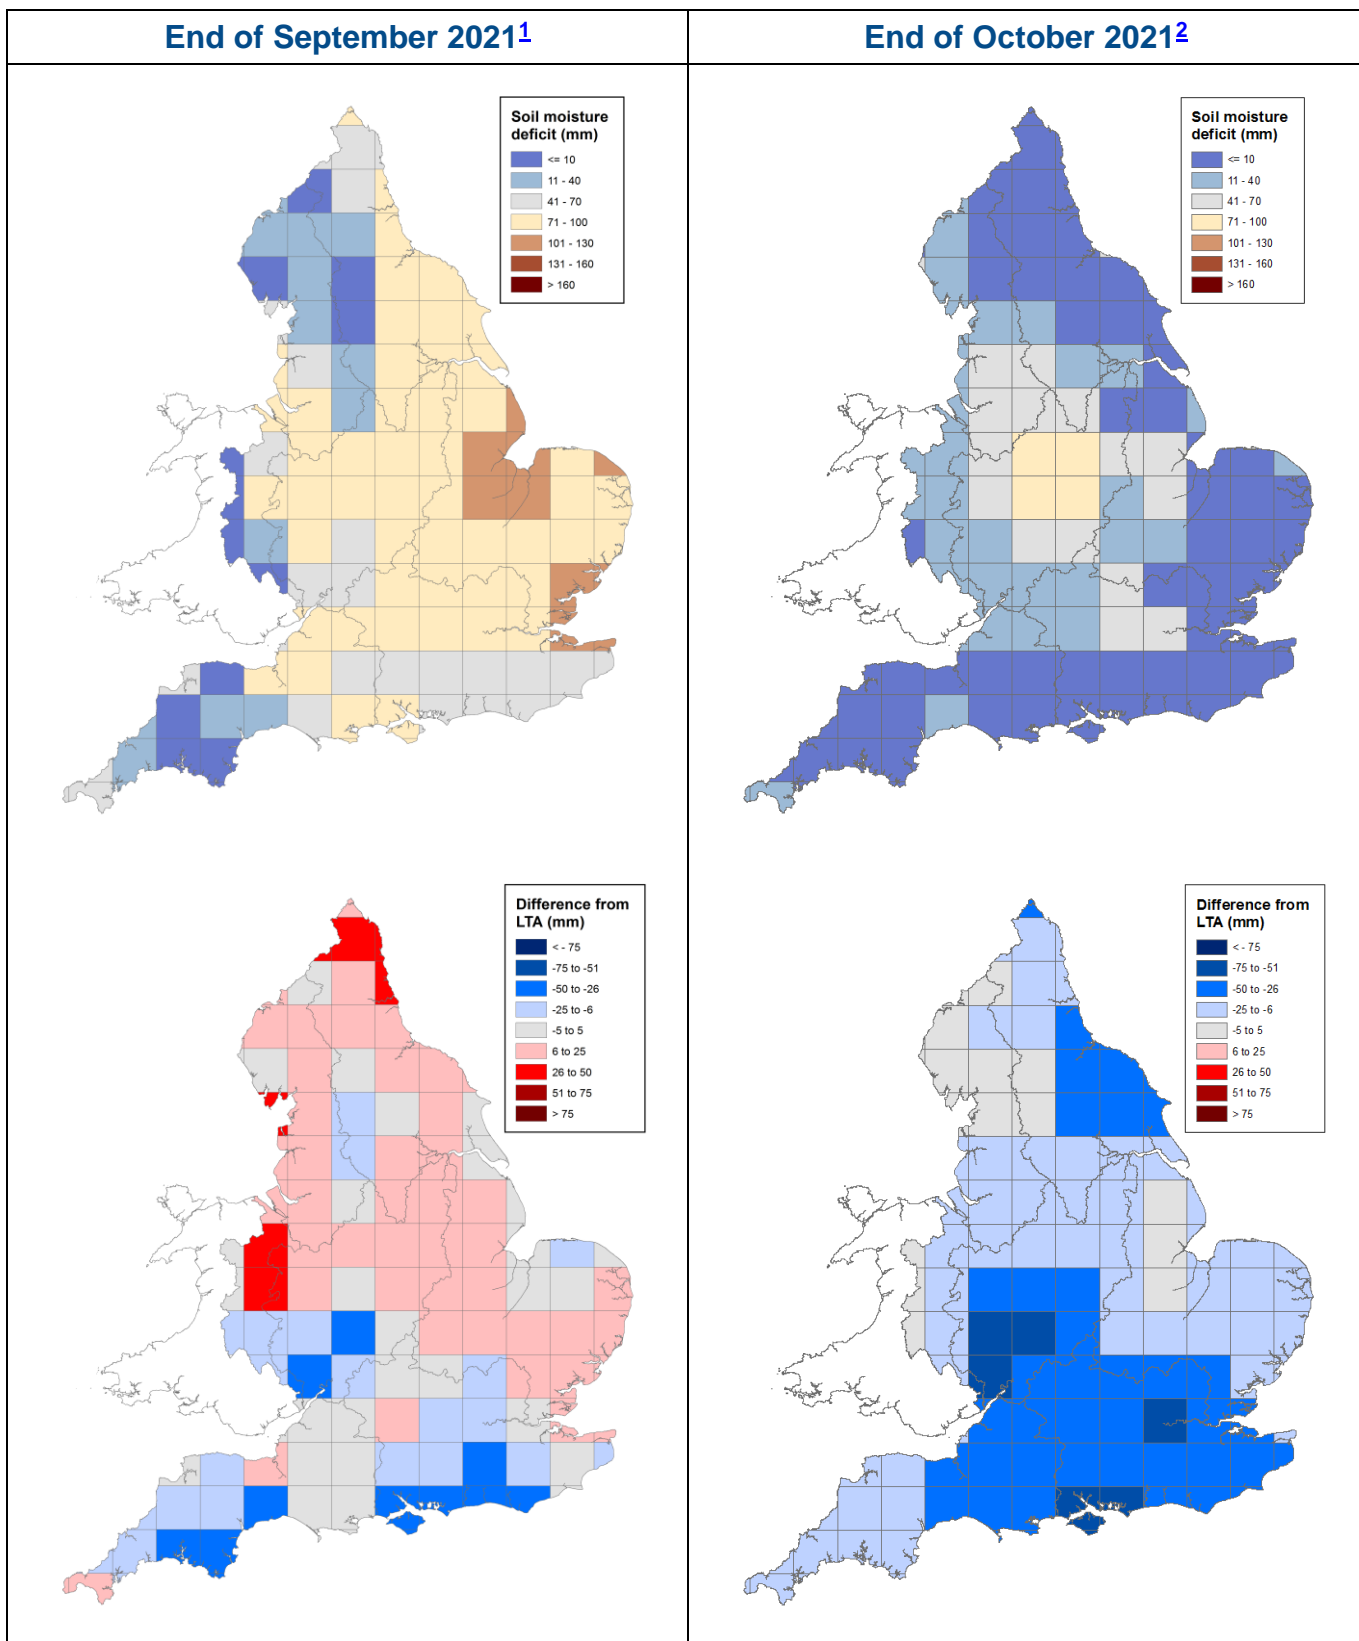 End of September 2021¹
End of October 2021²
Soil moisture
deficit (mm)
<= 10
11 - 40
41 - 70
71 - 100
101 - 130
131 - 160
> 160
Soil moisture
deficit (mm)
<= 10
11 - 40
41 - 70
71 - 100
101 - 130
131 - 160
> 160
Difference from
LTA (mm)
< - 75
-75 to -51
-50 to -26
-25 to -6
-5 to 5
6 to 25
26 to 50
51 to 75
> 75
Difference from
LTA (mm)
< - 75
-75 to -51
-50 to -26
-25 to -6
-5 to 5
6 to 25
26 to 50
51 to 75
> 75